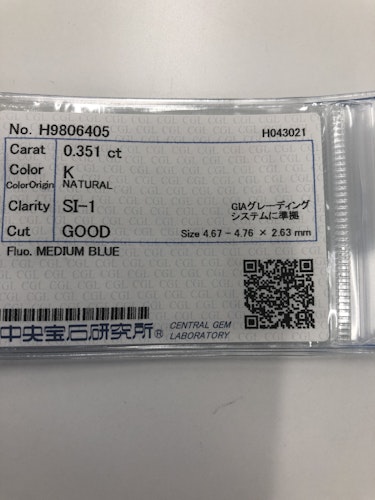 No. H9806405 H043021
Carat 0.351 ct
Color K
ColorOrigin NATURAL
Clarity SI-1 GIAグレーディング
システムに準拠
Cut GOOD Size 4.67 - 4.76 × 2.63 mm
Fluo. MEDIUM BLUE
中央宝石研究所® CENTRAL GEM
LABORATORY